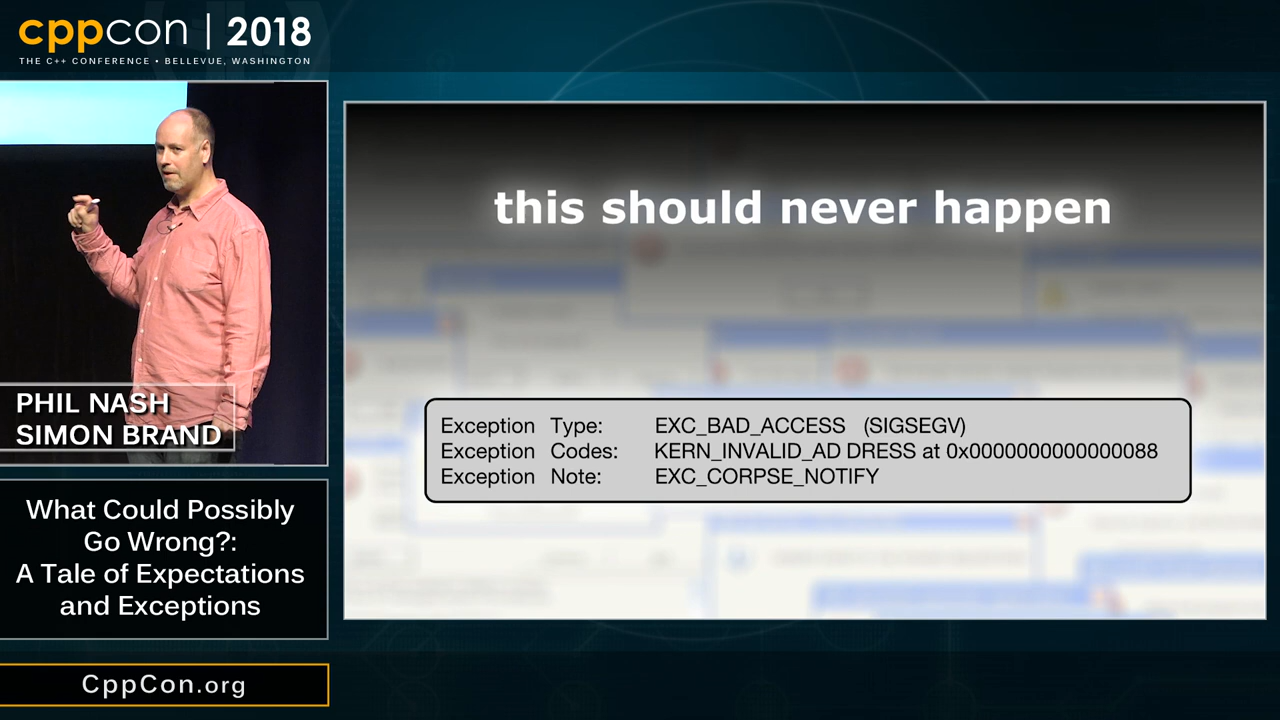 cppcon | 2018
THE C++ CONFERENCE • BELLEVUE, WASHINGTON
this should never happen
PHIL NASH
SIMON BRAND
Exception Type: EXC_BAD_ACCESS (SIGSEGV)
Exception Codes: KERN_INVALID_AD DRESS at 0x0000000000000088
Exception Note: EXC_CORPSE_NOTIFY
What Could Possibly
Go Wrong?:
A Tale of Expectations
and Exceptions
CppCon.org